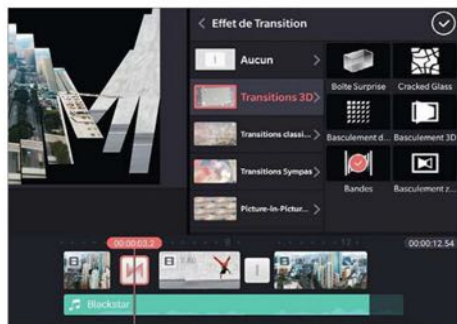 Effet de Transition
Aucun
Transitions 3D
Transitions classi...
Transitions Sympas
Picture-In-Pictur...
Boîte Surprise
Cracked Glass
Basculement d...
Basculement 3D
Bandes
Basculement z...
00:00:03.2
00:00:12.54
Blackstar